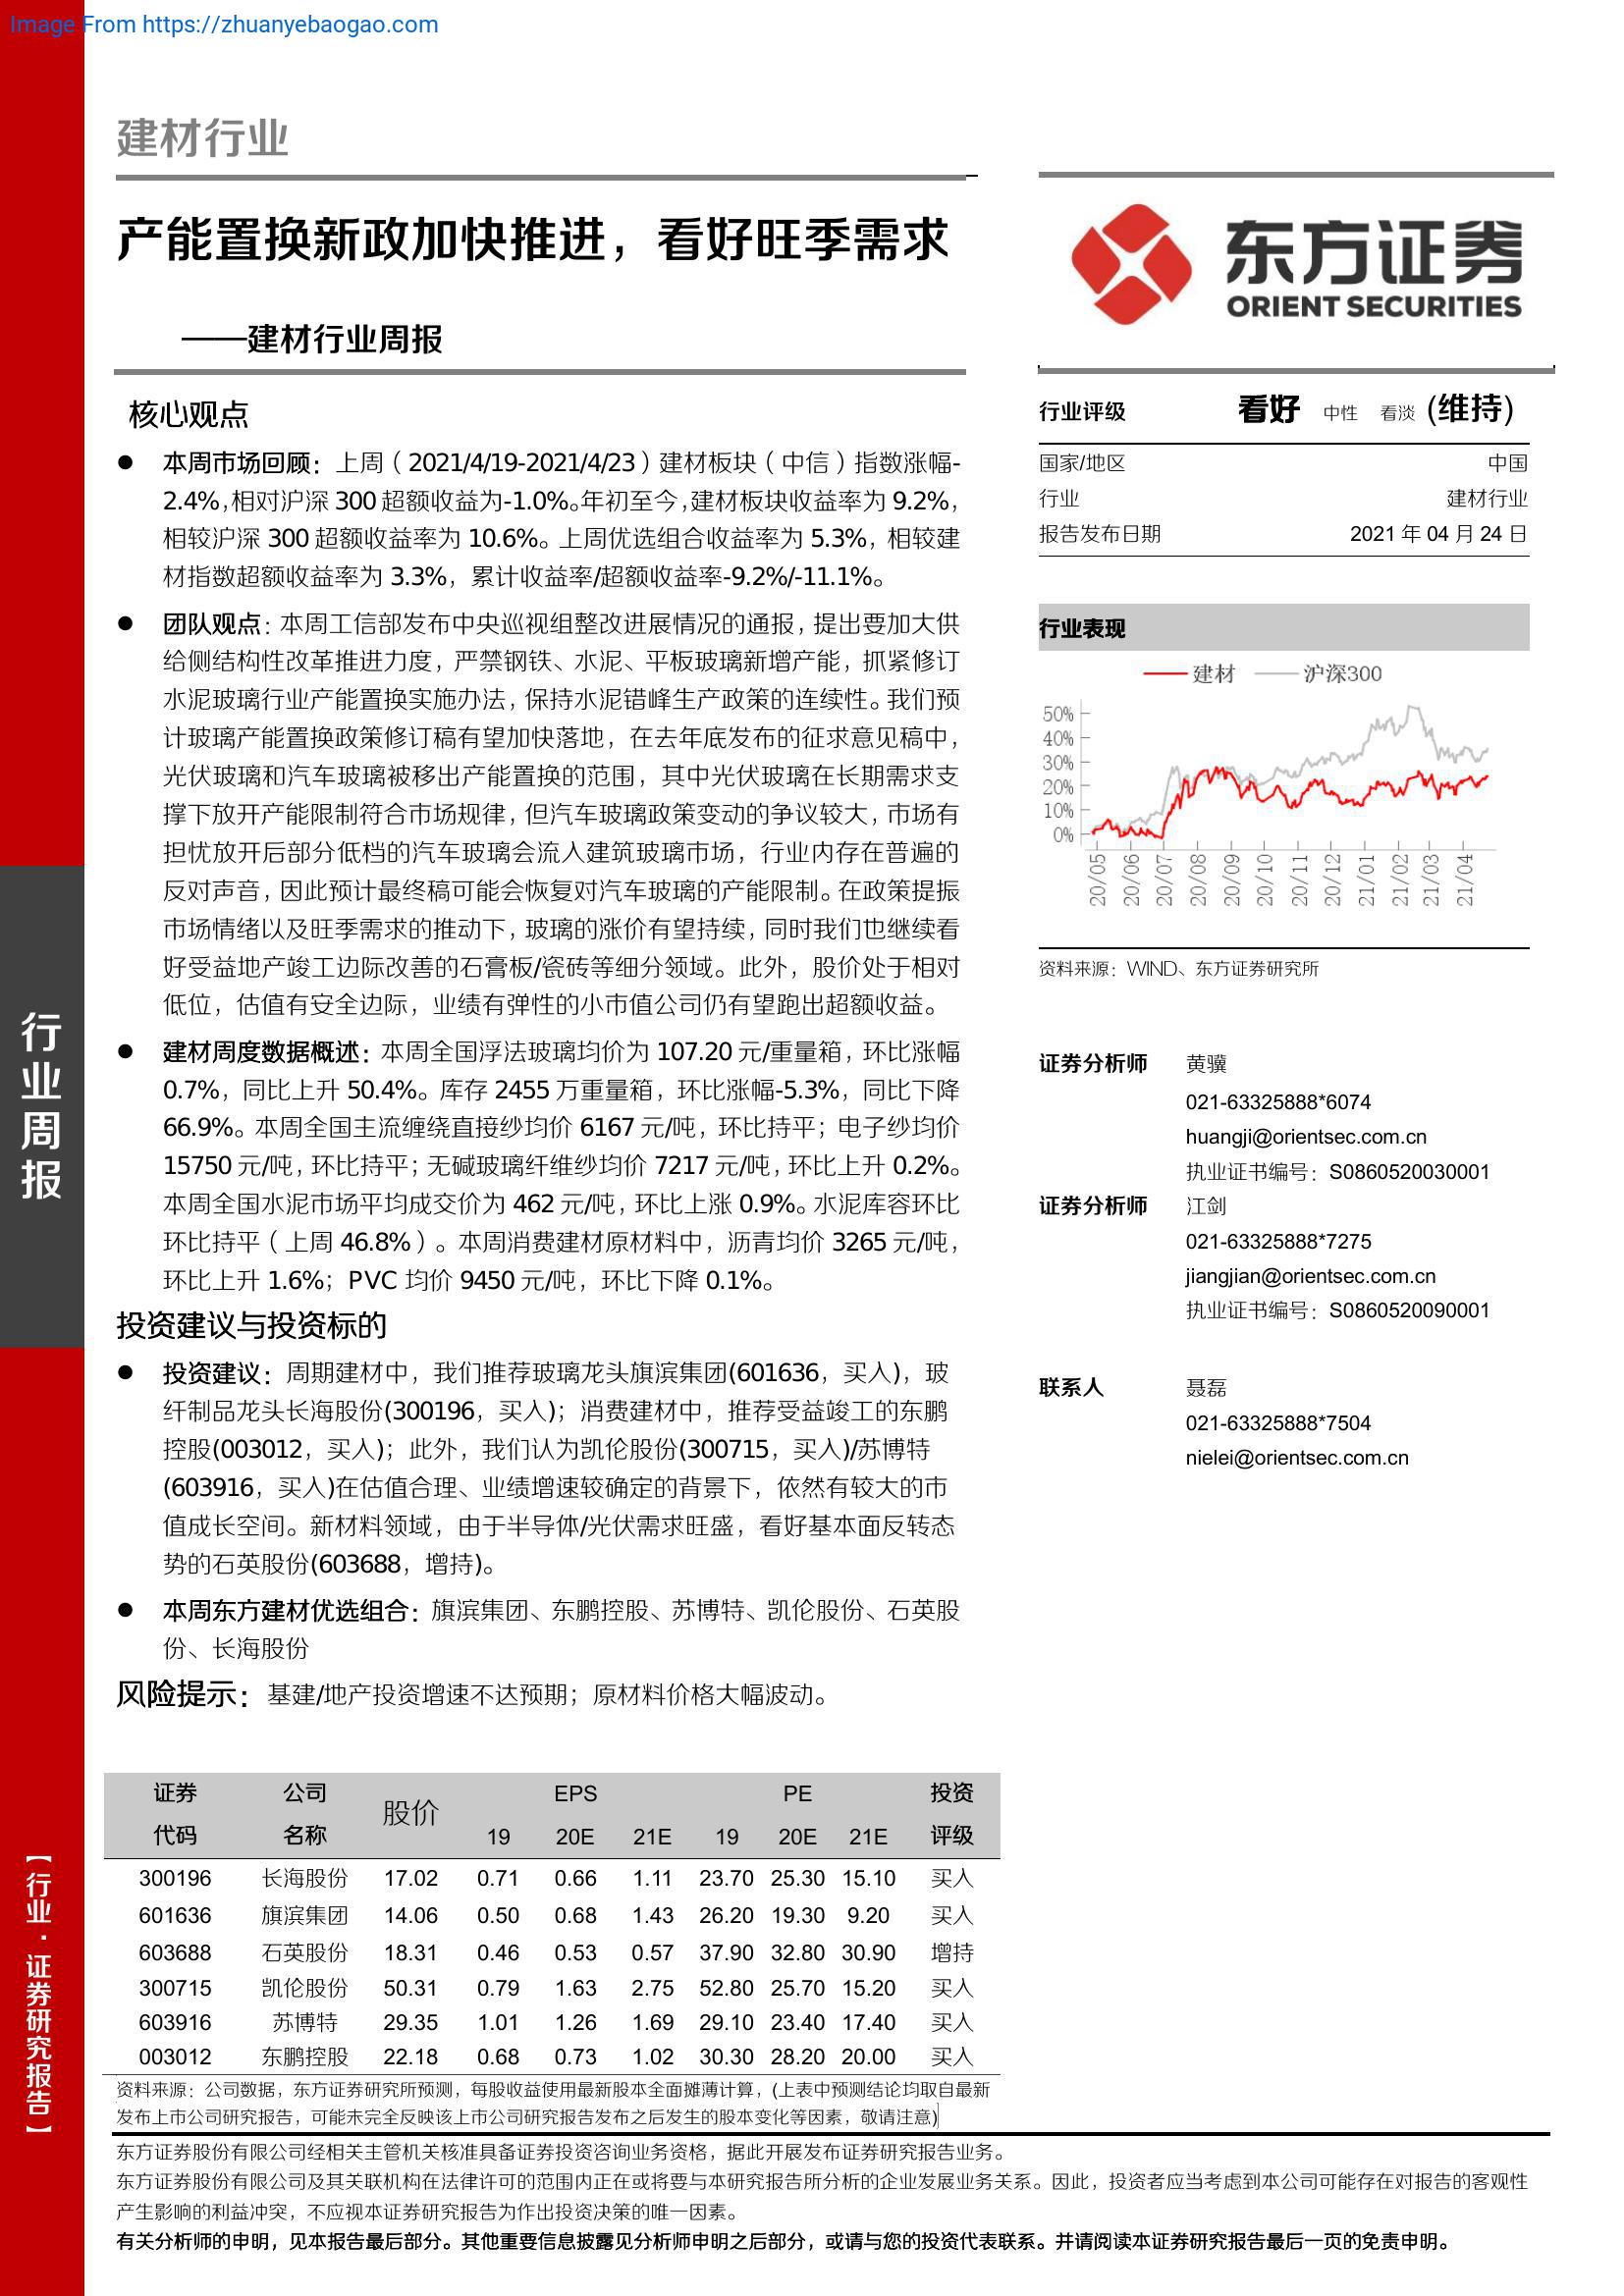 Image From https://zhuanyebaogao.com
建材行业
产能置换新政加快推进，看好旺季需求
——建材行业周报
东方证券
ORIENT SECURITIES
核心观点
● 本周市场回顾：上周（2021/4/19-2021/4/23）建材板块（中信）指数涨幅-
2.4%，相对沪深 300 超额收益为-1.0%。年初至今，建材板块收益率为 9.2%，
相较沪深 300 超额收益率为 10.6%。上周优选组合收益率为 5.3%，相较建
材指数超额收益率为 3.3%，累计收益率/超额收益率-9.2%/-11.1%。
● 团队观点：本周工信部发布中央巡视组整改进展情况的通报，提出要加大供
给侧结构性改革推进力度，严禁钢铁、水泥、平板玻璃新增产能，抓紧修订
水泥玻璃行业产能置换实施办法，保持水泥错峰生产政策的连续性。我们预
计玻璃产能置换政策修订稿有望加快落地，在去年底发布的征求意见稿中，
光伏玻璃和汽车玻璃被移出产能置换的范围，其中光伏玻璃在长期需求支
撑下放开产能限制符合市场规律，但汽车玻璃政策变动的争议较大，市场有
担忧放开后部分低档的汽车玻璃会流入建筑玻璃市场，行业内存在普遍的
反对声音，因此预计最终稿可能会恢复对汽车玻璃的产能限制。在政策提振
市场情绪以及旺季需求的推动下，玻璃的涨价有望持续，同时我们也继续看
好受益地产竣工边际改善的石膏板/瓷砖等细分领域。此外，股价处于相对
低位，估值有安全边际，业绩有弹性的小市值公司仍有望跑出超额收益。
● 建材周度数据概述：本周全国浮法玻璃均价为 107.20 元/重量箱，环比涨幅
0.7%，同比上升 50.4%。库存 2455 万重量箱，环比涨幅-5.3%，同比下降
66.9%。本周全国主流缠绕直接纱均价 6167 元/吨，环比持平；电子纱均价
15750 元/吨，环比持平；无碱玻璃纤维纱均价 7217 元/吨，环比上升 0.2%。
本周全国水泥市场平均成交价为 462 元/吨，环比上涨 0.9%。水泥库容环比
环比持平（上周 46.8%）。本周消费建材原材料中，沥青均价 3265 元/吨，
环比上升 1.6%；PVC 均价 9450 元/吨，环比下降 0.1%。
投资建议与投资标的
● 投资建议：周期建材中，我们推荐玻璃龙头旗滨集团(601636，买入)，玻
纤制品龙头长海股份(300196，买入)；消费建材中，推荐受益竣工的东鹏
控股(003012，买入)；此外，我们认为凯伦股份(300715，买入)/苏博特
(603916，买入)在估值合理、业绩增速较确定的背景下，依然有较大的市
值成长空间。新材料领域，由于半导体/光伏需求旺盛，看好基本面反转态
势的石英股份(603688，增持)。
● 本周东方建材优选组合：旗滨集团、东鹏控股、苏博特、凯伦股份、石英股
份、长海股份
风险提示：基建/地产投资增速不达预期；原材料价格大幅波动。
行业评级 看好 中性 看淡 (维持)
国家/地区 中国
行业 建材行业
报告发布日期 2021 年 04 月 24 日
行业表现
建材 沪深300
50%
40%
30%
20%
10%
0%
20/05 20/06 20/07 20/08 20/09 20/10 20/11 20/12 21/01 21/02 21/03 21/04
资料来源：WIND、东方证券研究所
证券分析师 黄骥
021-63325888*6074
huangji@orientsec.com.cn
执业证书编号：S0860520030001
证券分析师 江剑
021-63325888*7275
jiangjian@orientsec.com.cn
执业证书编号：S0860520090001
联系人 聂磊
021-63325888*7504
nielei@orientsec.com.cn
行业周报
【行业·证券研究报告】
证券 公司 股价 EPS PE 投资
代码 名称 19 20E 21E 19 20E 21E 评级
300196 长海股份 17.02 0.71 0.66 1.11 23.70 25.30 15.10 买入
601636 旗滨集团 14.06 0.50 0.68 1.43 26.20 19.30 9.20 买入
603688 石英股份 18.31 0.46 0.53 0.57 37.90 32.80 30.90 增持
300715 凯伦股份 50.31 0.79 1.63 2.75 52.80 25.70 15.20 买入
603916 苏博特 29.35 1.01 1.26 1.69 29.10 23.40 17.40 买入
003012 东鹏控股 22.18 0.68 0.73 1.02 30.30 28.20 20.00 买入
资料来源：公司数据，东方证券研究所预测，每股收益使用最新股本全面摊薄计算，(上表中预测结论均取自最新
发布上市公司研究报告，可能未完全反映该上市公司研究报告发布之后发生的股本变化等因素，敬请注意)
东方证券股份有限公司经相关主管机关核准具备证券投资咨询业务资格，据此开展发布证券研究报告业务。
东方证券股份有限公司及其关联机构在法律许可的范围内正在或将要与本研究报告所分析的企业发展业务关系。因此，投资者应当考虑到本公司可能存在对报告的客观性
产生影响的利益冲突，不应视本证券研究报告为作出投资决策的唯一因素。
有关分析师的申明，见本报告最后部分。其他重要信息披露见分析师申明之后部分，或请与您的投资代表联系。并请阅读本证券研究报告最后一页的免责申明。